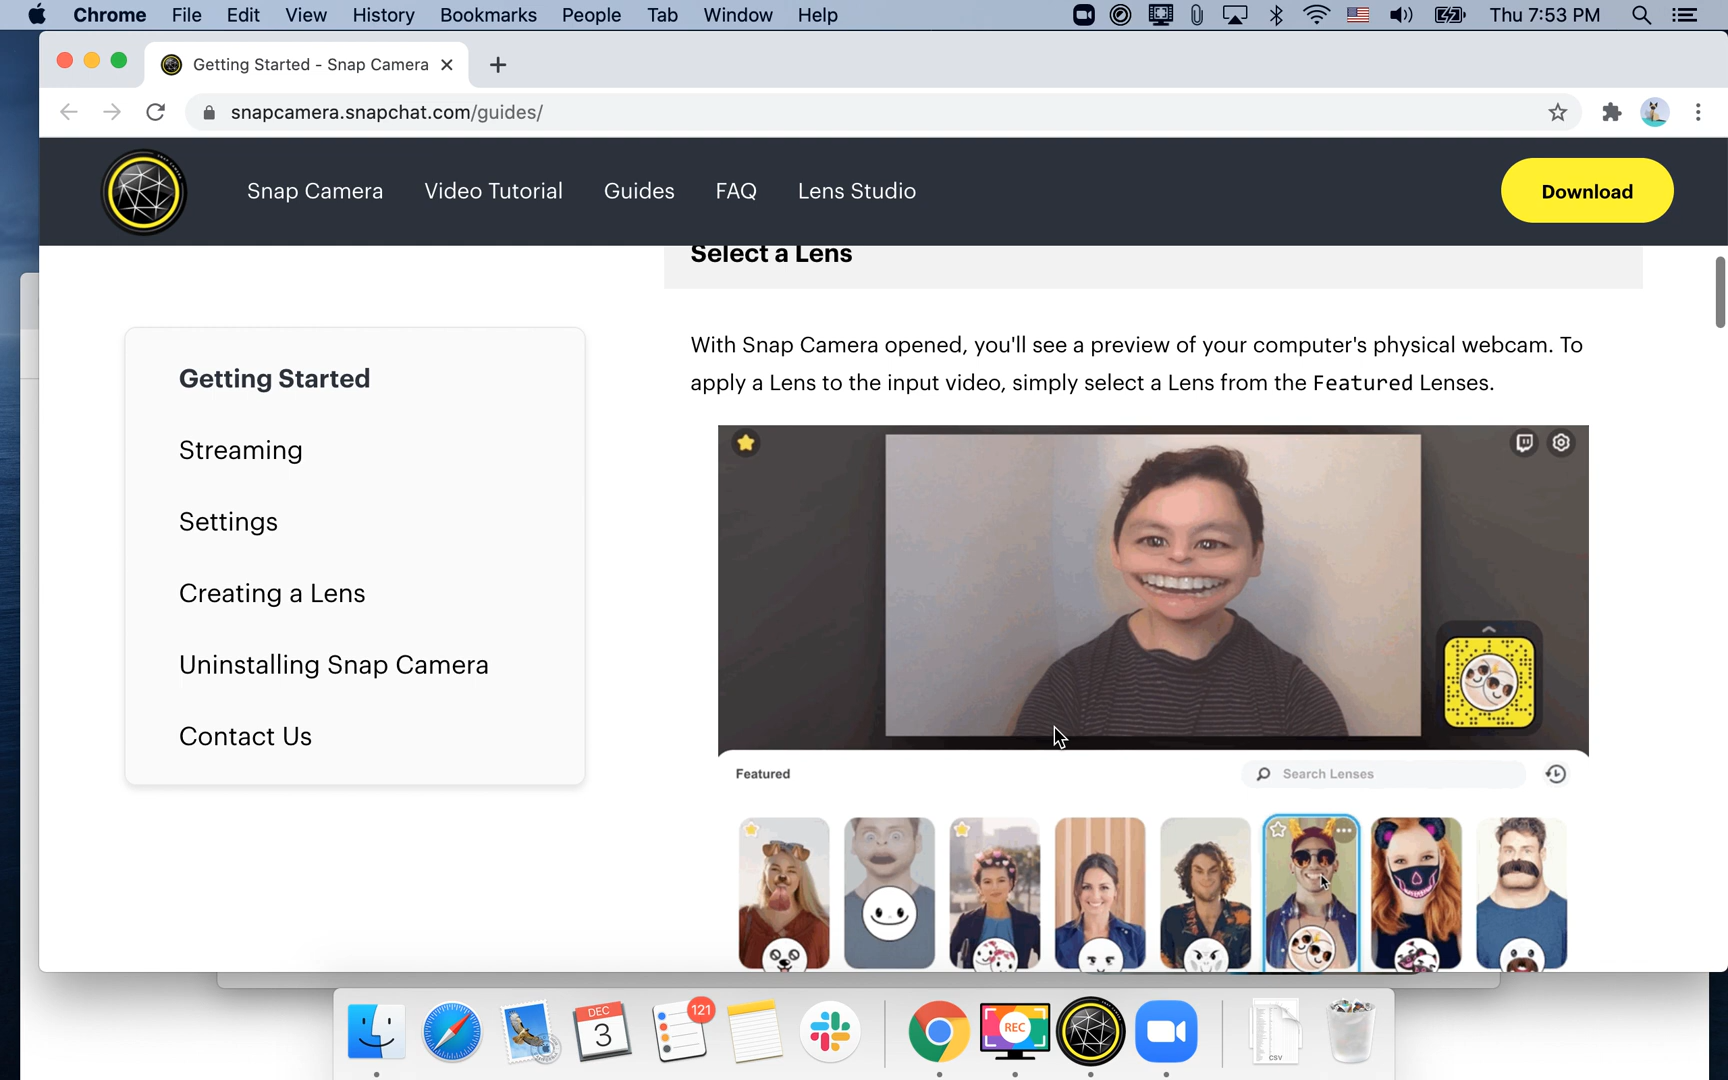 Chrome File Edit View History Bookmarks People Tab Window Help Thu 7:53 PM
Getting Started - Snap Camera
snapcamera.snapchat.com/guides/
Snap Camera Video Tutorial Guides FAQ Lens Studio Download
Select a Lens
With Snap Camera opened, you'll see a preview of your computer's physical webcam. To
apply a Lens to the input video, simply select a Lens from the Featured Lenses.
Getting Started
Streaming
Settings
Creating a Lens
Uninstalling Snap Camera
Contact Us
Featured Search Lenses
DEC
3
121
REC
CSV